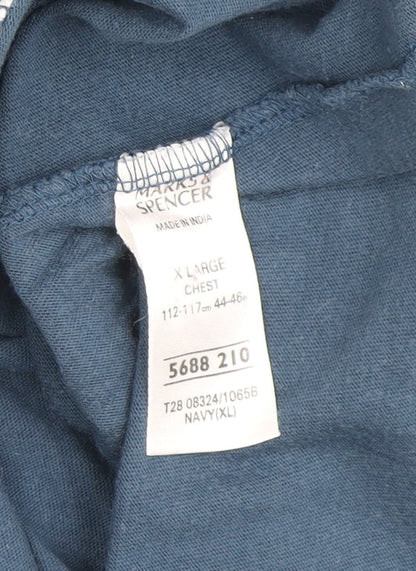 MARKS &
SPENCER
MADE IN INDIA
X LARGE
CHEST
112-117cm 44-46in
5688 210
T28 08324/1065B
NAVY(XL)